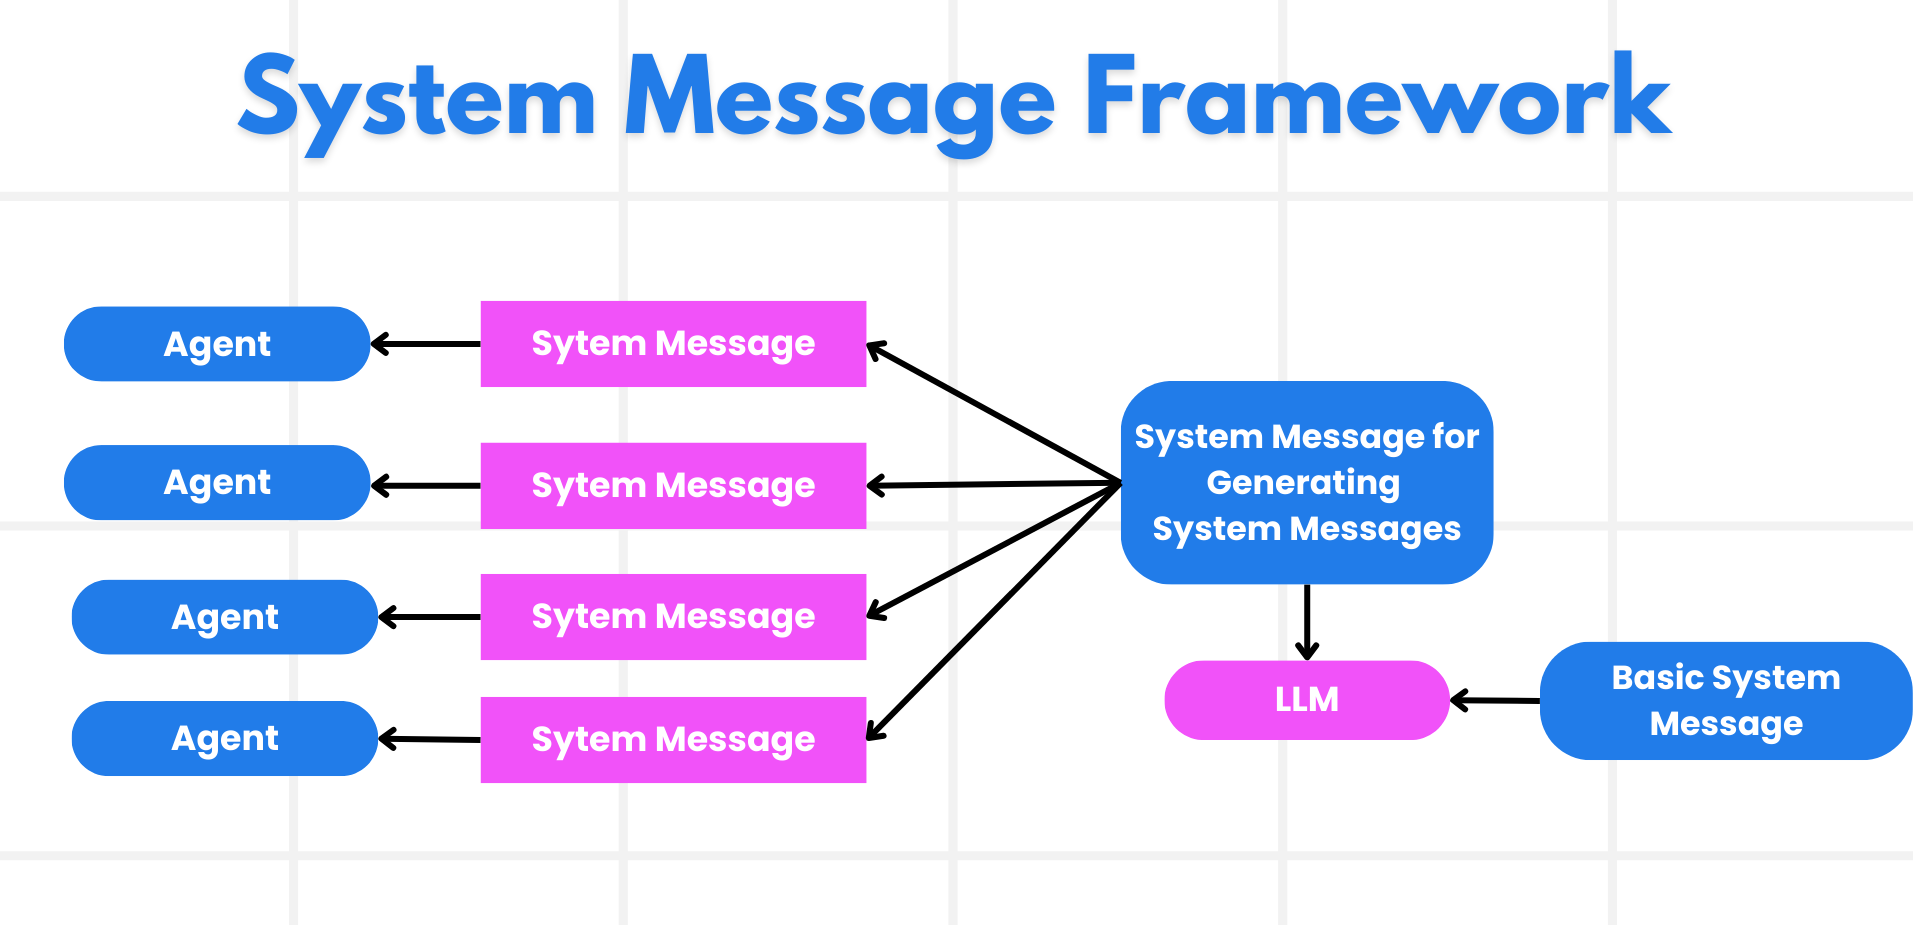 System Message Framework
Agent
Sytem Message
Agent
Sytem Message
System Message for
Generating
System Messages
Agent
Sytem Message
LLM
Basic System
Message
Agent
Sytem Message